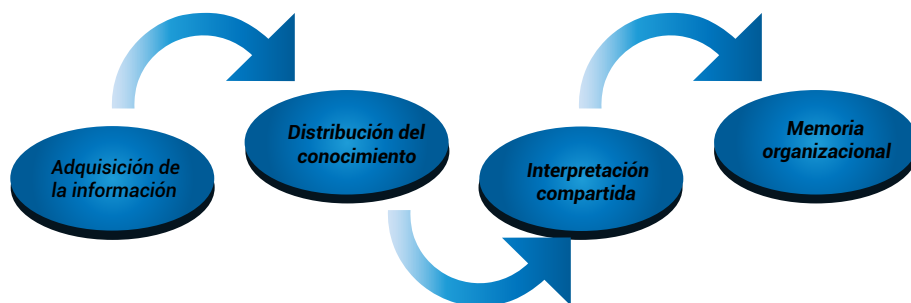 Adquisición de
la información
Distribución del
conocimiento
Interpretación
compartida
Memoria
organizacional